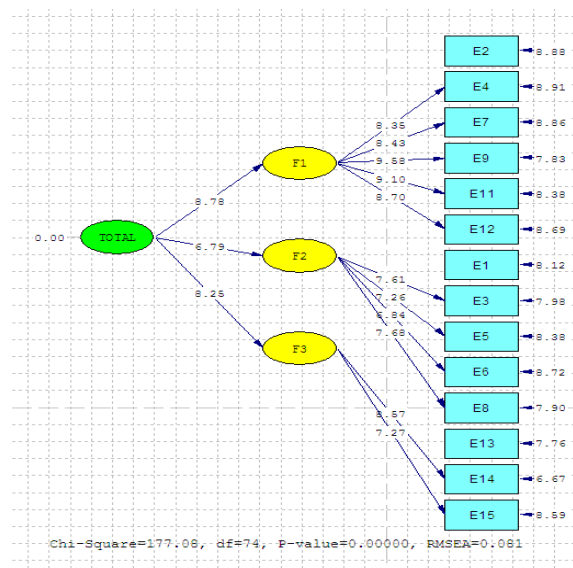 E2 8.88
E4 8.91
8.35
E7 8.86
8.43
F1 9.58 E9 7.83
9.10
E11 8.38
8.78 8.70
E12 8.69
0.00 TOTAL
6.79 F2 E1 8.12
7.61
8.25 7.26 E3 7.98
6.84
7.68 E5 8.38
F3 E6 8.72
E8 7.90
8.57
7.27 E13 7.76
E14 6.67
E15 8.59
Chi-Square=177.08, df=74, P-value=0.00000, RMSEA=0.081